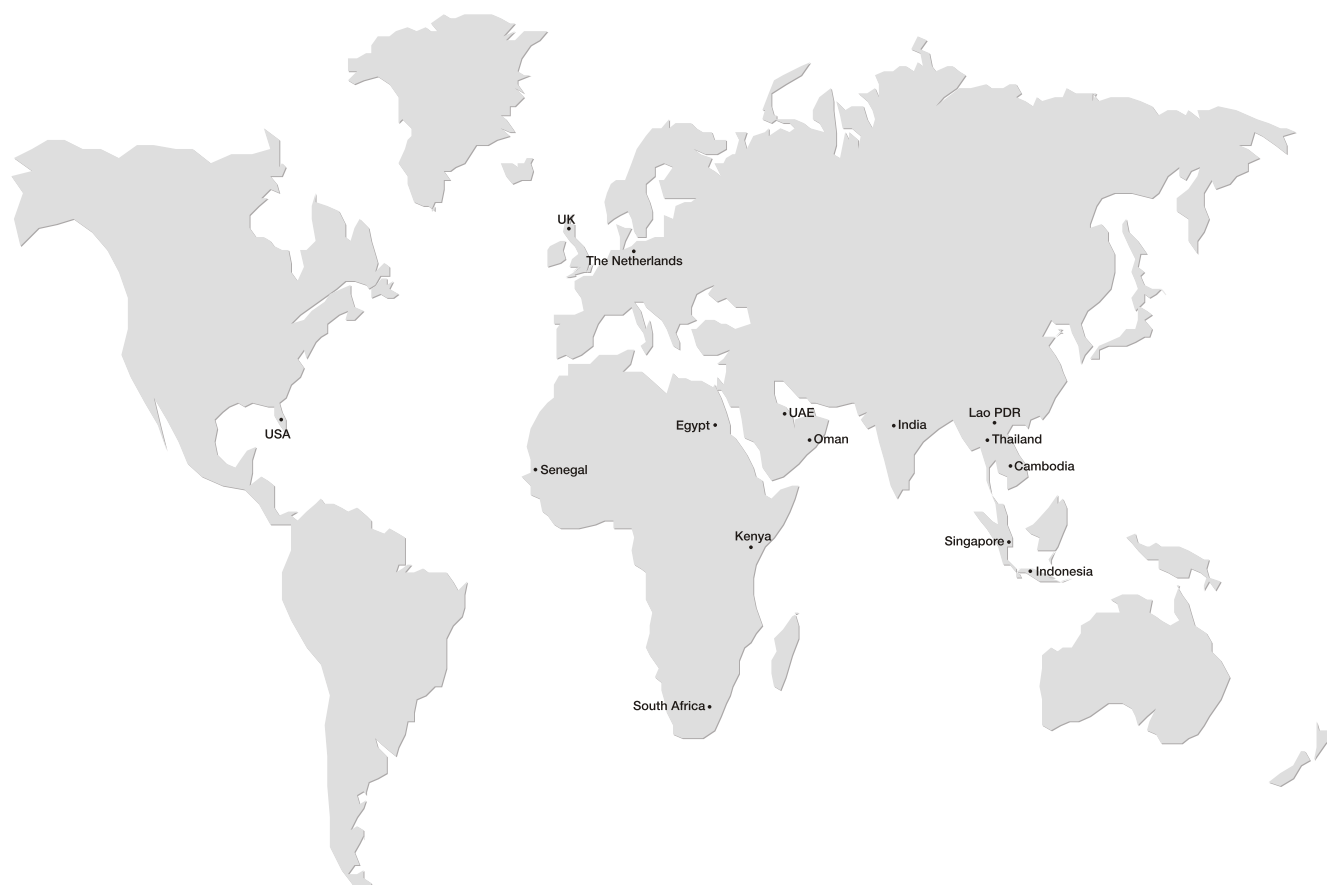 UK
The Netherlands
UAE
Lao PDR
Egypt
India
USA
Oman
Thailand
Senegal
Cambodia
Kenya
Singapore
Indonesia
South Africa